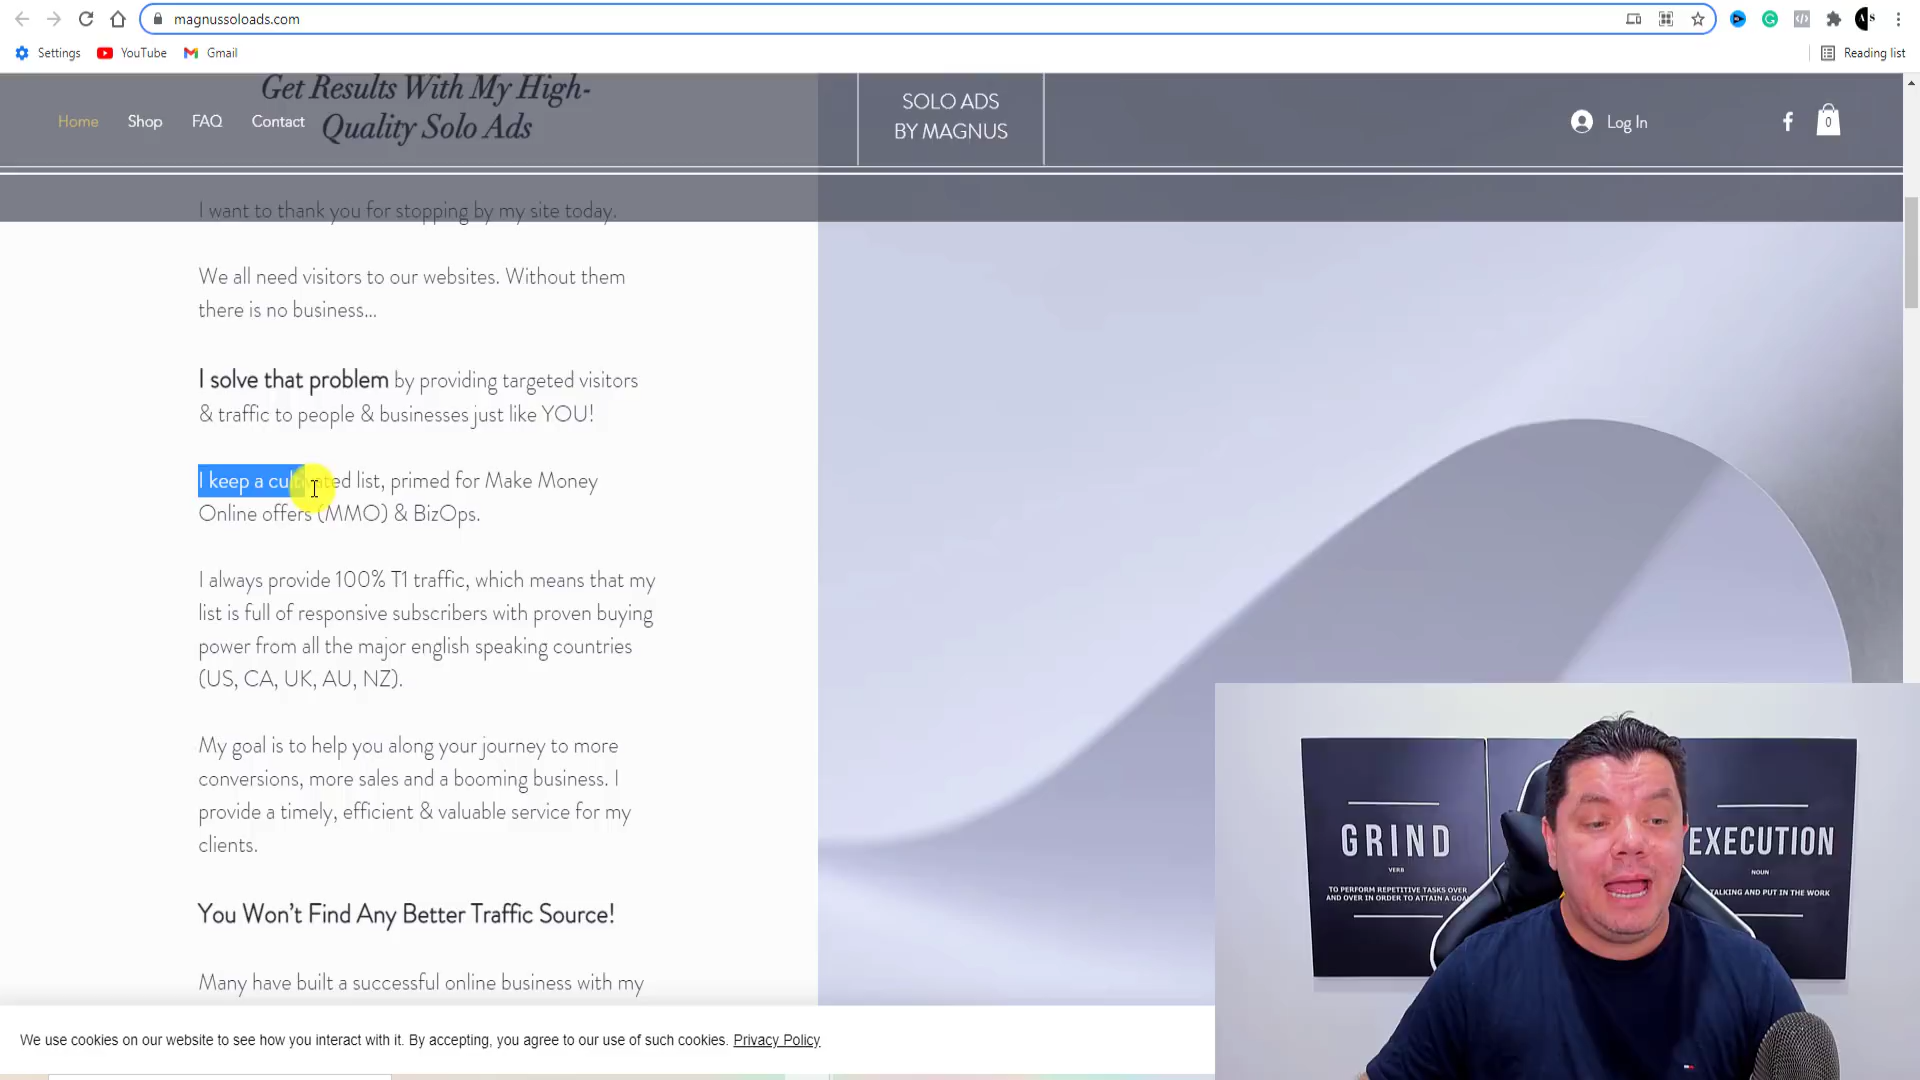 magnussoloads.com
Settings YouTube Gmail Reading list
Get Results With My High-
Quality Solo Ads
Home Shop FAQ Contact
SOLO ADS
BY MAGNUS
Log In
0
I want to thank you for stopping by my site today.
We all need visitors to our websites. Without them
there is no business...
I solve that problem by providing targeted visitors
& traffic to people & businesses just like YOU!
I keep a cultivated list, primed for Make Money
Online offers (MMO) & BizOps.
I always provide 100% T1 traffic, which means that my
list is full of responsive subscribers with proven buying
power from all the major english speaking countries
(US, CA, UK, AU, NZ).
My goal is to help you along your journey to more
conversions, more sales and a booming business. I
provide a timely, efficient & valuable service for my
clients.
You Won't Find Any Better Traffic Source!
Many have built a successful online business with my
We use cookies on our website to see how you interact with it. By accepting, you agree to our use of such cookies. Privacy Policy
GRIND
VERB
TO PERFORM REPETITIVE TASKS OVER
AND OVER IN ORDER TO ATTAIN A GOAL
EXECUTION
NOUN
TALKING AND PUT IN THE WORK